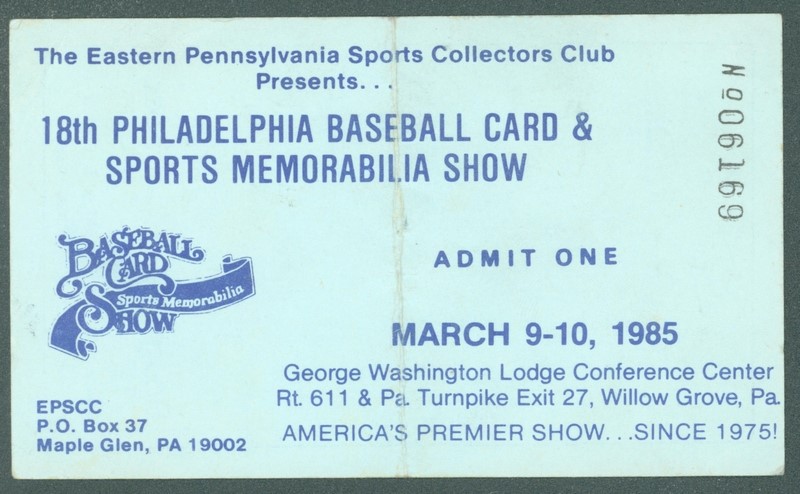 The Eastern Pennsylvania Sports Collectors Club
Presents. . .
18th PHILADELPHIA BASEBALL CARD &
SPORTS MEMORABILIA SHOW
No 06169
BASEBALL
CARD
Sports Memorabilia
SHOW
ADMIT ONE
MARCH 9-10, 1985
George Washington Lodge Conference Center
Rt. 611 & Pa. Turnpike Exit 27, Willow Grove, Pa.
AMERICA'S PREMIER SHOW. . .SINCE 1975!
EPSCC
P.O. Box 37
Maple Glen, PA 19002